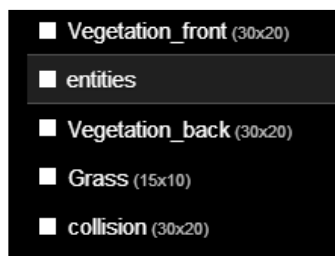 Vegetation_front (30x20)
entities
Vegetation_back (30x20)
Grass (15x10)
collision (30x20)